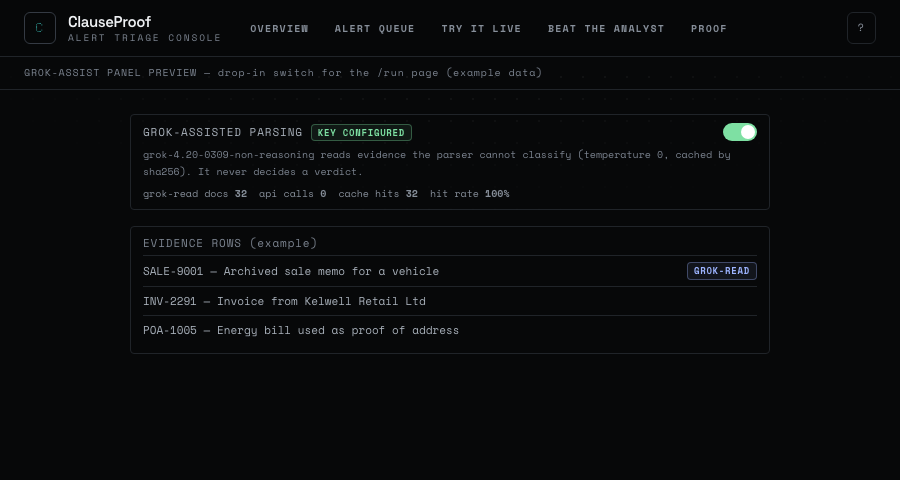 C
ClauseProof
ALERT TRIAGE CONSOLE
OVERVIEW ALERT QUEUE TRY IT LIVE BEAT THE ANALYST PROOF
?
GROK-ASSIST PANEL PREVIEW — drop-in switch for the /run page (example data)
GROK-ASSISTED PARSING KEY CONFIGURED
grok-4.20-0309-non-reasoning reads evidence the parser cannot classify (temperature 0, cached by
sha256). It never decides a verdict.
grok-read docs 32 api calls 0 cache hits 32 hit rate 100%
EVIDENCE ROWS (example)
SALE-9001 — Archived sale memo for a vehicle GROK-READ
INV-2291 — Invoice from Kelwell Retail Ltd
POA-1005 — Energy bill used as proof of address